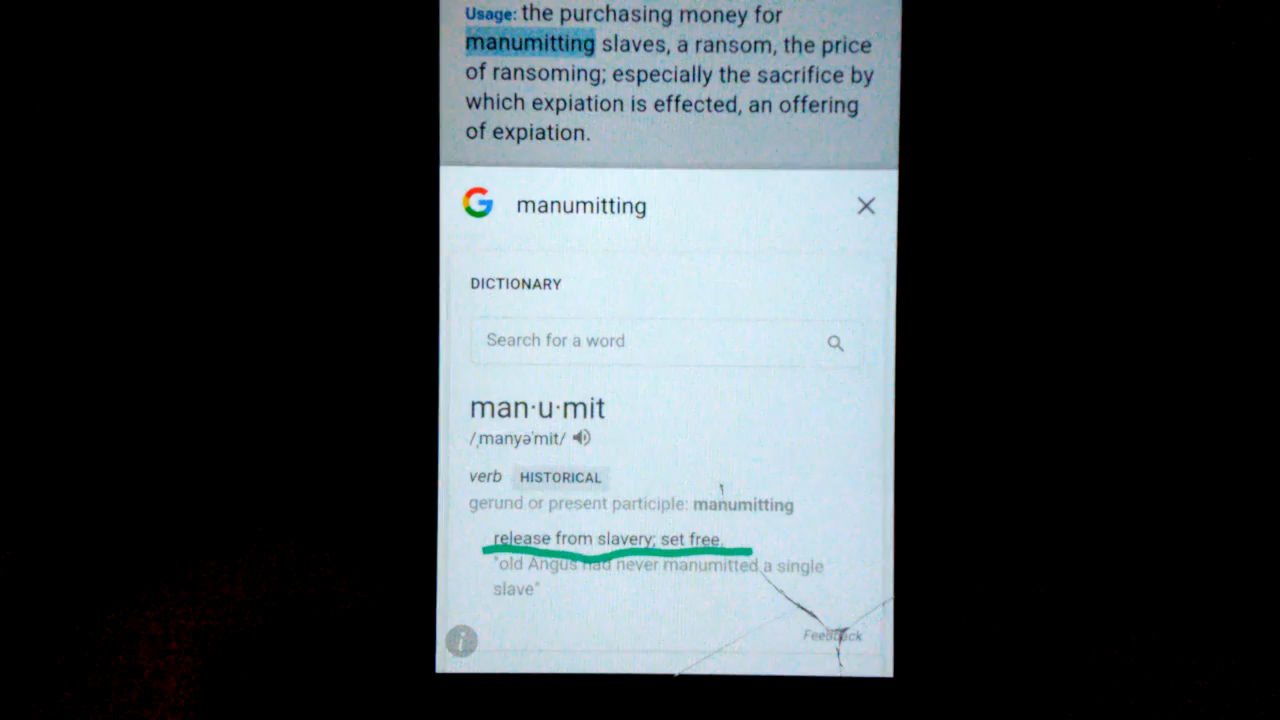 Usage: the purchasing money for
manumitting slaves, a ransom, the price
of ransoming; especially the sacrifice by
which expiation is effected, an offering
of expiation.
manumitting
DICTIONARY
Search for a word
man·u·mit
/ˌmanyəˈmit/
verb HISTORICAL
gerund or present participle: manumitting
release from slavery; set free.
"old Angus had never manumitted a single
slave"
Feedback